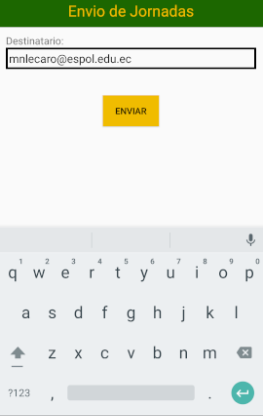 Envio de Jornadas
Destinatario:
mnlecaro@espol.edu.ec
ENVIAR
1 2 3 4 5 6 7 8 9 0
q w e r t y u i o p
a s d f g h j k l
z x c v b n m
?123 , .